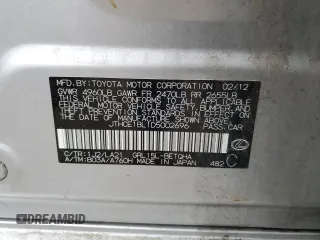 MFD. BY: TOYOTA MOTOR CORPORATION 02/12
GVWR 4960LB GAWR FR 2470LB RR 2655LB
THIS VEHICLE CONFORMS TO ALL APPLICABLE
FEDERAL MOTOR VEHICLE SAFETY, BUMPER, AND
THEFT PREVENTION STANDARDS IN EFFECT ON THE DATE
OF MANUFACTURE SHOWN ABOVE.
JTHCE1BL1D5002696 PASS. CAR
C/TR: 1J2/LA21 GRL15L-BETQHA
A/TM: B03A/A760H MADE IN JAPAN 482 C